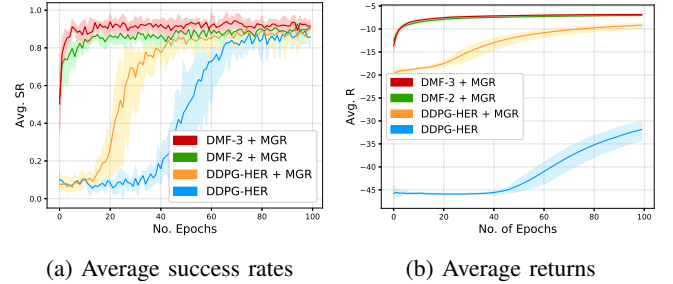 Avg. SR
1.0
0.8
0.6
0.4
0.2
0.0
0
20
40
60
80
100
No. Epochs
DMF-3 + MGR
DMF-2 + MGR
DDPG-HER + MGR
DDPG-HER
(a) Average success rates
Avg. R
−5
−10
−15
−20
−25
−30
−35
−40
−45
0
20
40
60
80
100
No. of Epochs
DMF-3 + MGR
DMF-2 + MGR
DDPG-HER + MGR
DDPG-HER
(b) Average returns